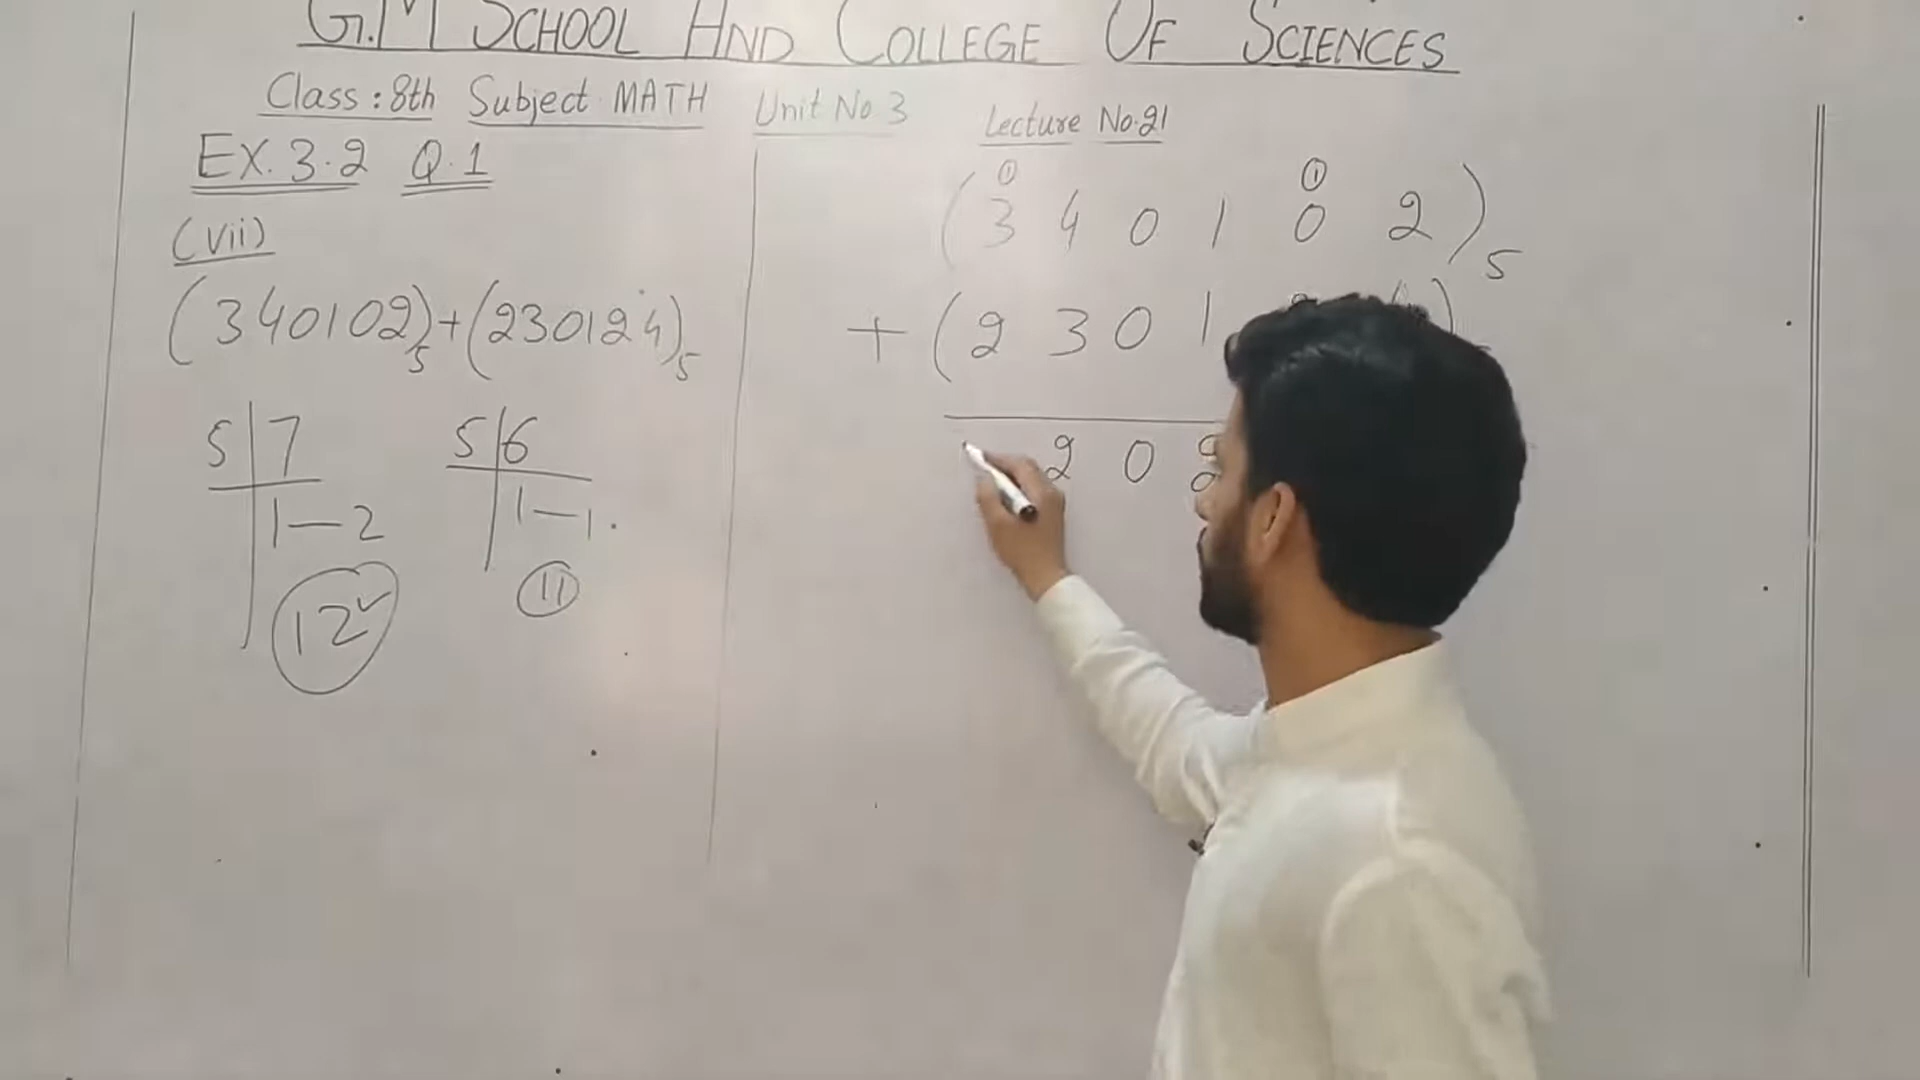 G.M SCHOOL AND COLLEGE OF SCIENCES
Class : 8th Subject MATH Unit No 3 Lecture No.21
EX. 3.2 Q.1
(vii)
(340102)5+(230124)5
5 7
1—2
12
5 6
1—1.
11
1 1
(3 4 0 1 0 2)5
+ (2 3 0 1
2 0 2